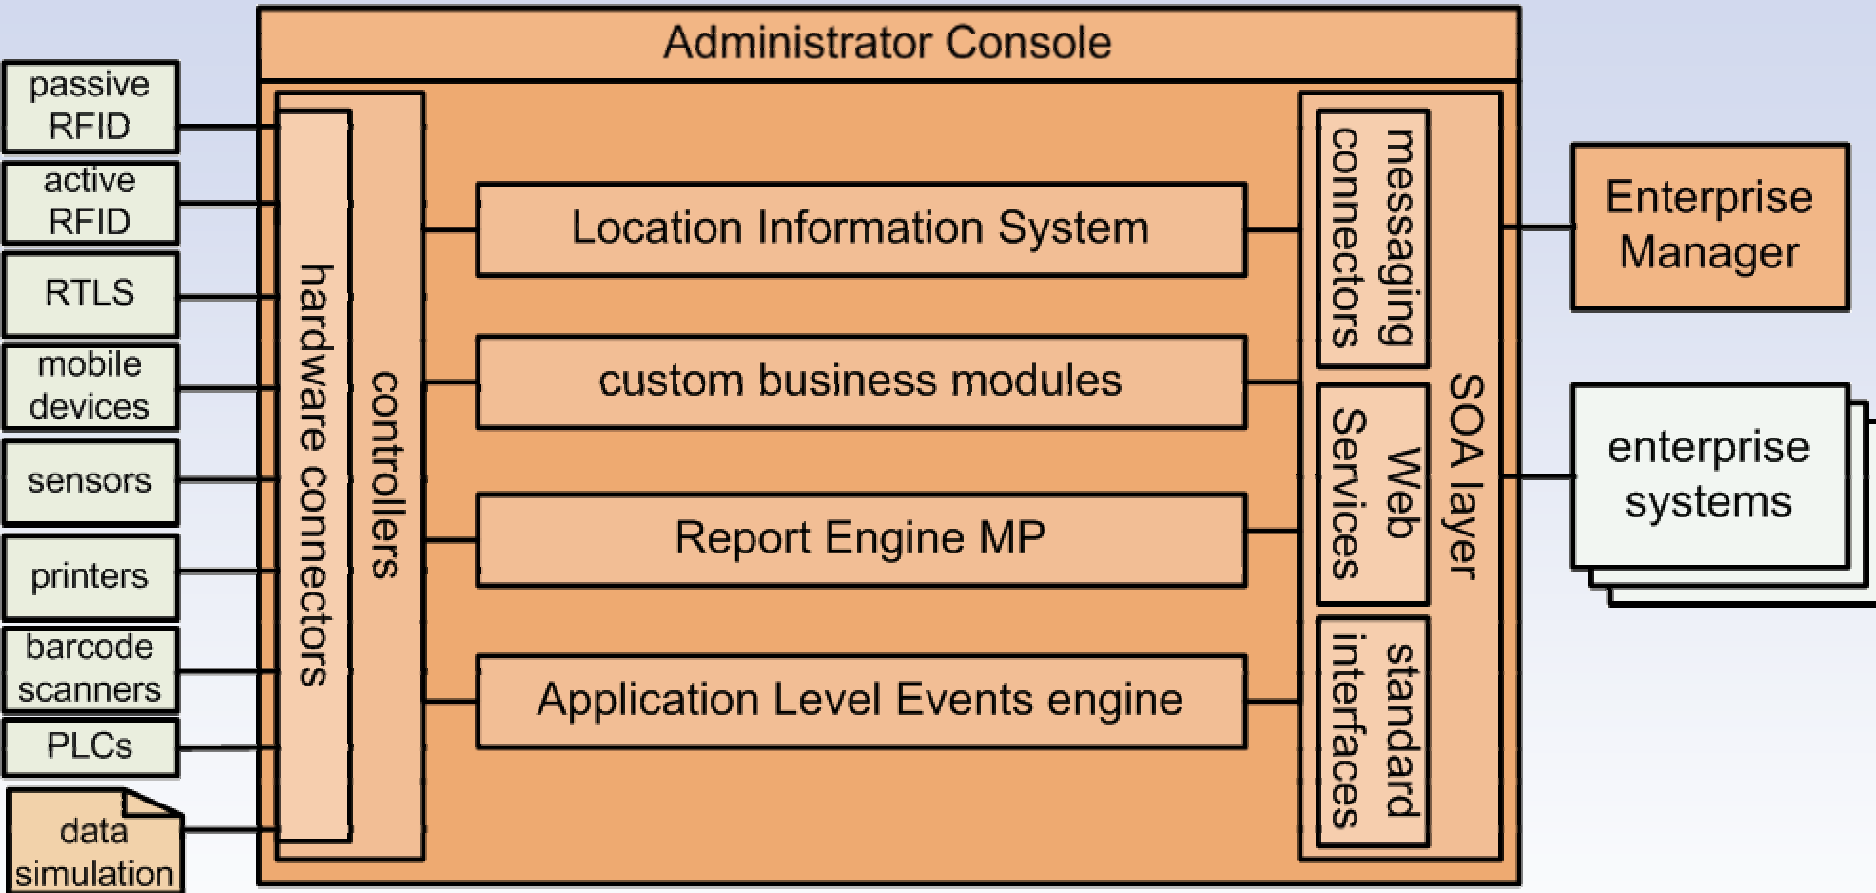 Administrator Console
passive
RFID
active
RFID
RTLS
mobile
devices
sensors
printers
barcode
scanners
PLCs
data
simulation
hardware connectors
controllers
Location Information System
custom business modules
Report Engine MP
Application Level Events engine
messaging
connectors
Web
Services
standard
interfaces
SOA layer
Enterprise
Manager
enterprise
systems